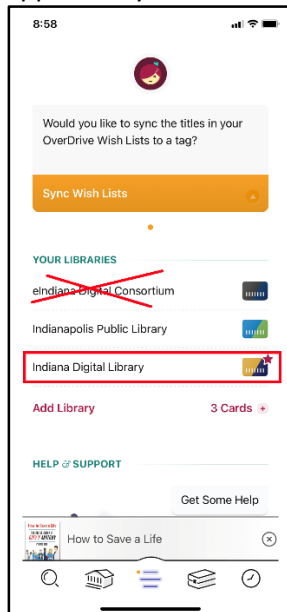 8:58
Would you like to sync the titles in your
OverDrive Wish Lists to a tag?
Sync Wish Lists
YOUR LIBRARIES
eIndiana Digital Consortium
Indianapolis Public Library
Indiana Digital Library
Add Library 3 Cards +
HELP & SUPPORT
Get Some Help
How to Save a Life